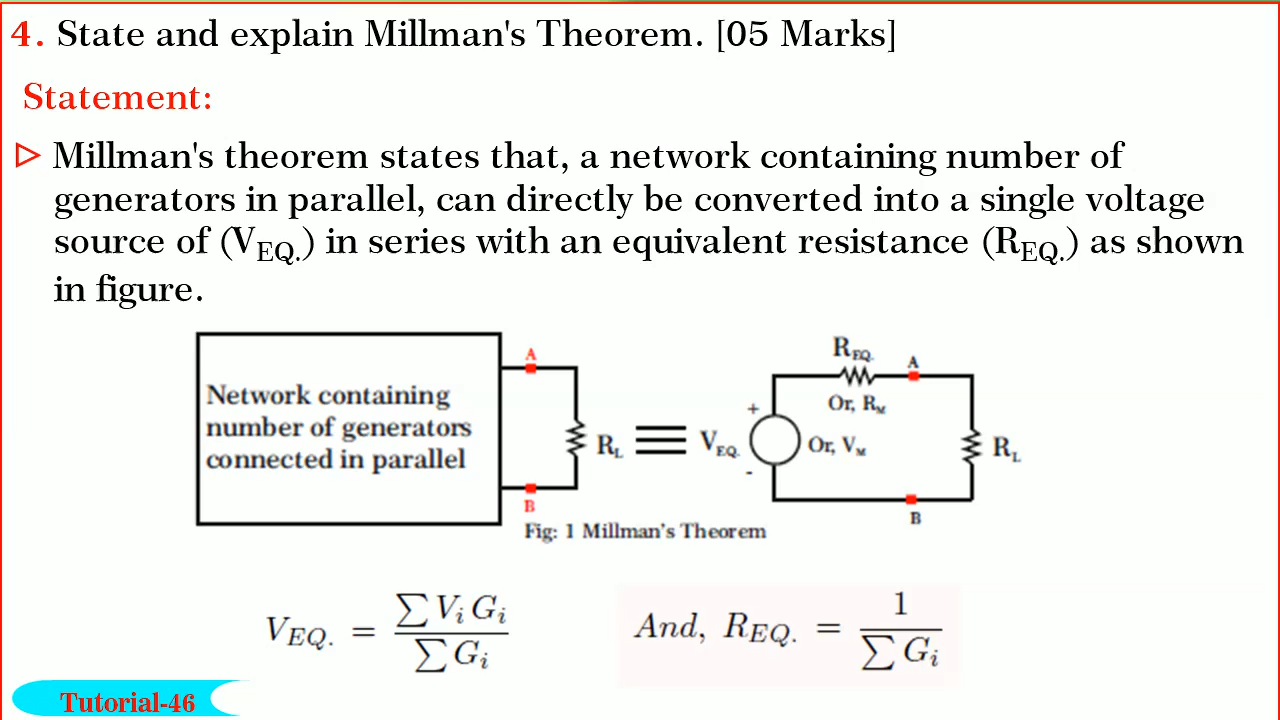 4. State and explain Millman's Theorem. [05 Marks]
Statement:
Millman's theorem states that, a network containing number of
generators in parallel, can directly be converted into a single voltage
source of (V_EQ.) in series with an equivalent resistance (R_EQ.) as shown
in figure.
Network containing
number of generators
connected in parallel
A
R_L
B
R_EQ.
A
Or, R_M
+
V_EQ.
Or, V_M
-
R_L
B
Fig: 1 Millman's Theorem
V_EQ. = ∑ V_i G_i / ∑ G_i
And, R_EQ. = 1 / ∑ G_i
Tutorial-46